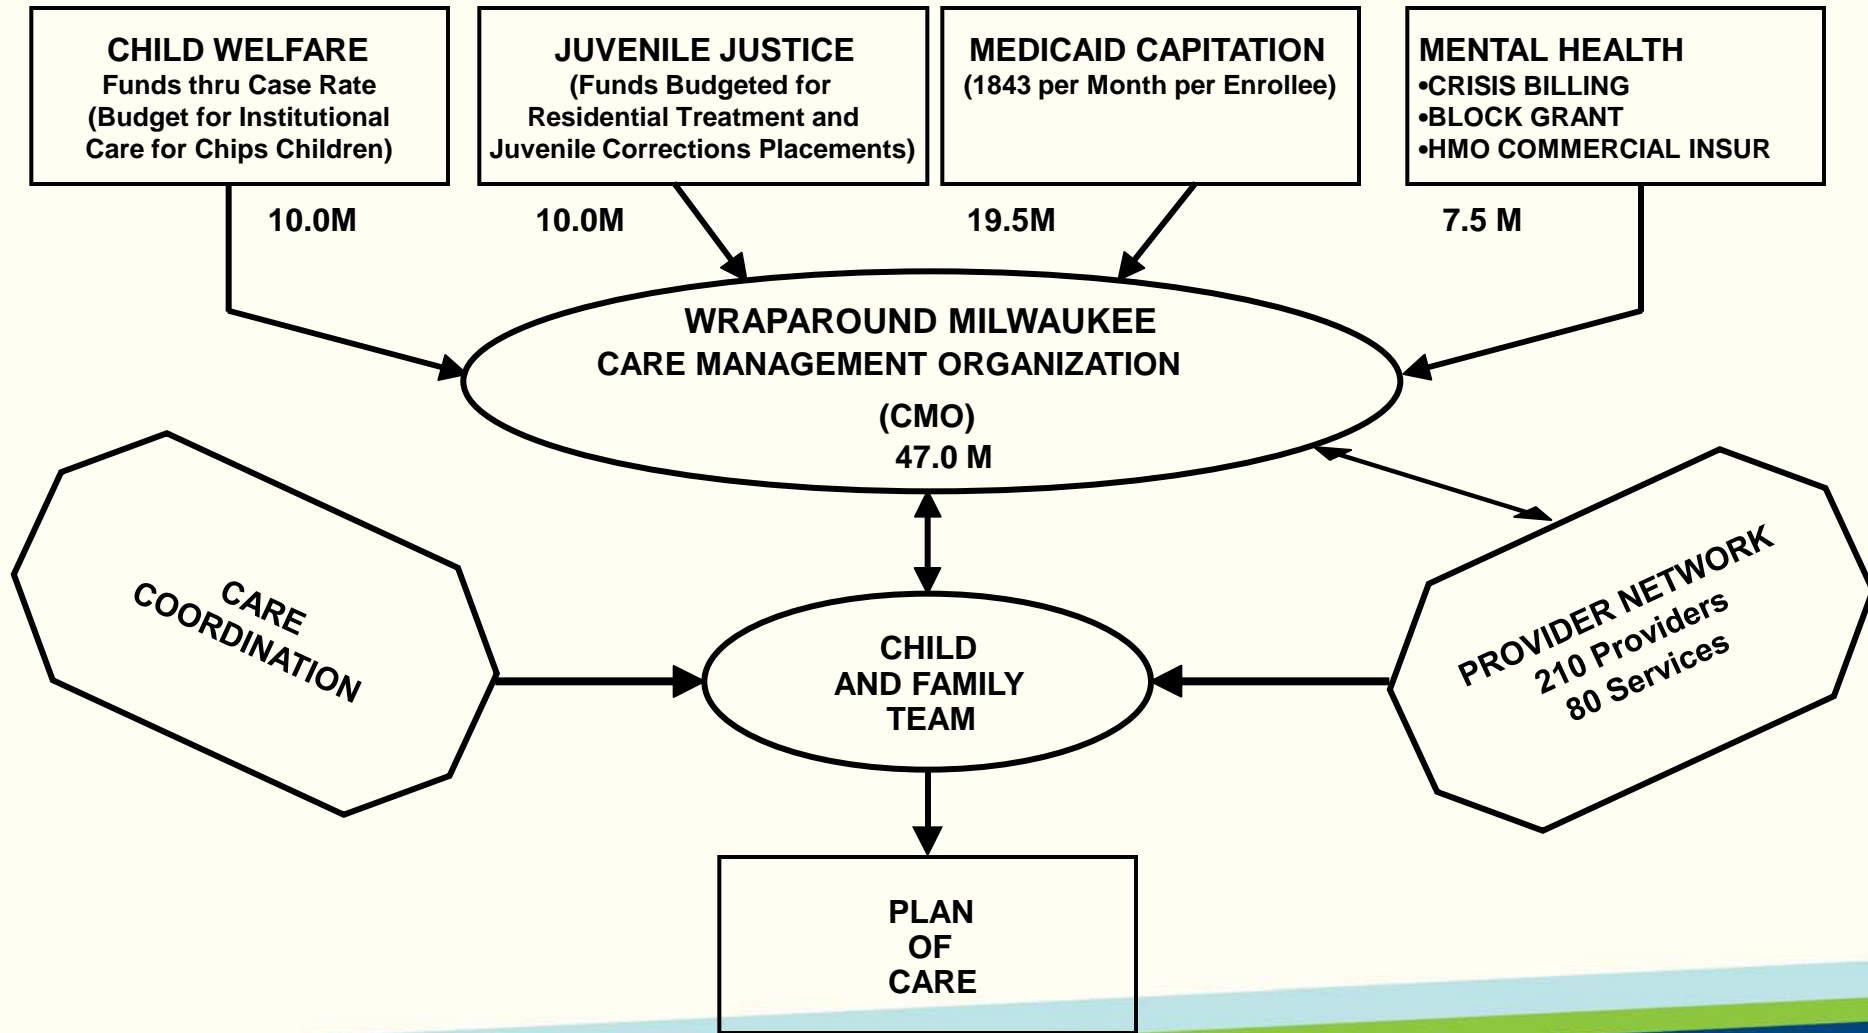 CHILD WELFARE
Funds thru Case Rate
(Budget for Institutional
Care for Chips Children)
JUVENILE JUSTICE
(Funds Budgeted for
Residential Treatment and
Juvenile Corrections Placements)
MEDICAID CAPITATION
(1843 per Month per Enrollee)
MENTAL HEALTH
•CRISIS BILLING
•BLOCK GRANT
•HMO COMMERCIAL INSUR
10.0M
10.0M
19.5M
7.5 M
WRAPAROUND MILWAUKEE
CARE MANAGEMENT ORGANIZATION
(CMO)
47.0 M
CARE
COORDINATION
CHILD
AND FAMILY
TEAM
PROVIDER NETWORK
210 Providers
80 Services
PLAN
OF
CARE